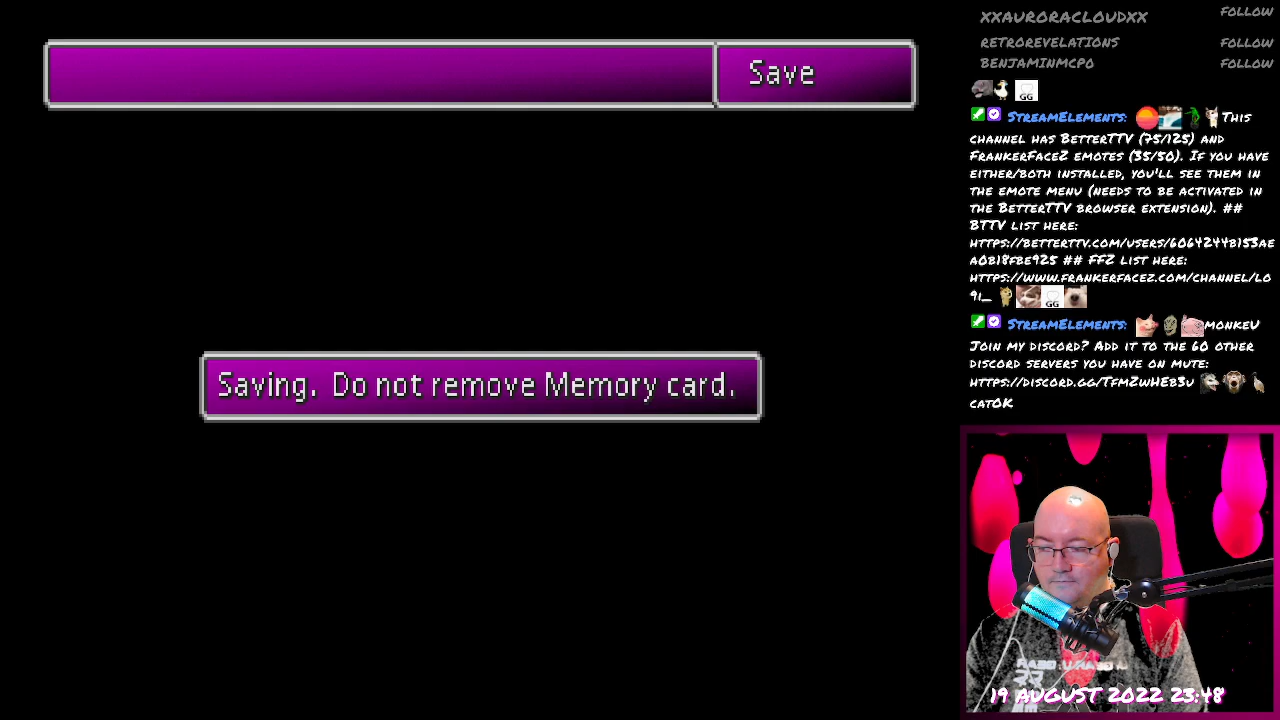 Save
Saving. Do not remove Memory card.
XXAURORACLOUDXX FOLLOW
RETROREVELATIONS FOLLOW
BENJAMINMCPO FOLLOW
GG
StreamElements: This
channel has BetterTTV (75/125) and
FrankerFaceZ emotes (35/50). If you have
either/both installed, you'll see them in
the emote menu (needs to be activated in
the BetterTTV browser extension). ##
BTTV list here:
https://betterttv.com/users/6064244b153ae
a0b18fbe925 ## FFZ list here:
https://www.frankerfacez.com/channel/lo
9i_ GG
StreamElements: monkeU
Join my discord? Add it to the 60 other
discord servers you have on mute:
https://discord.gg/TfmZwHEb3u
catOK
19 AUGUST 2022 23:48